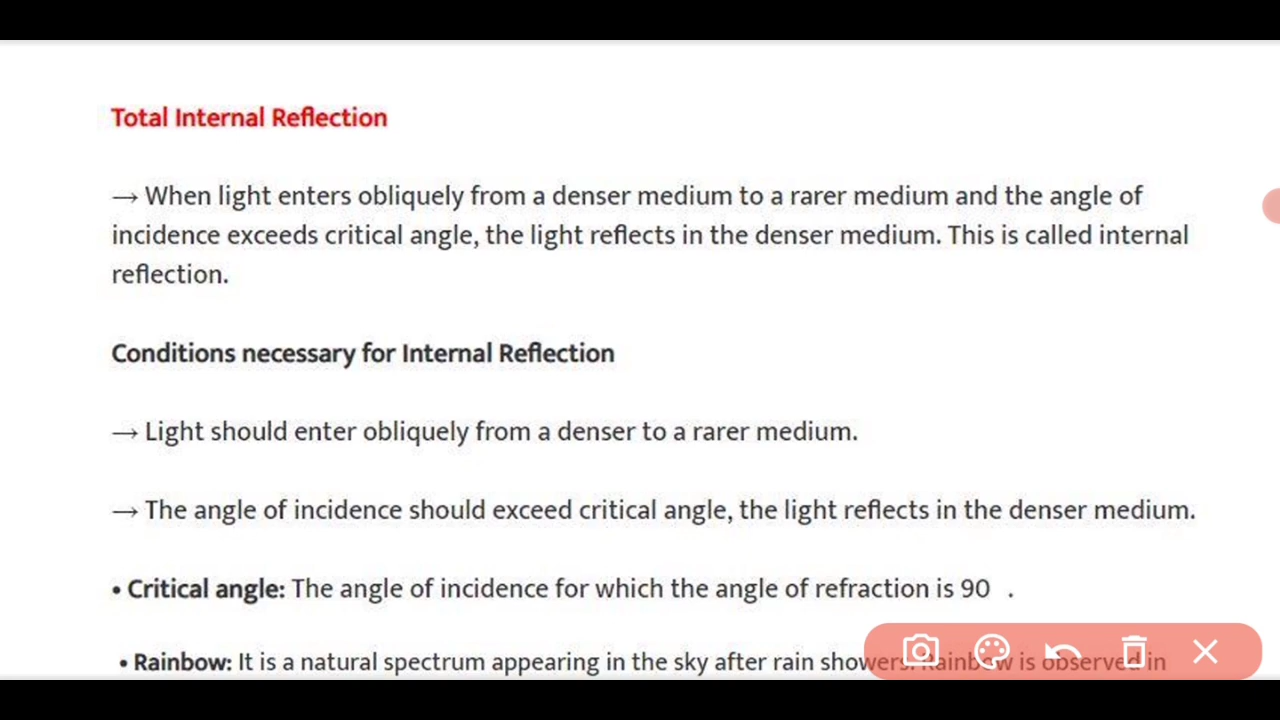 Total Internal Reflection
→ When light enters obliquely from a denser medium to a rarer medium and the angle of
incidence exceeds critical angle, the light reflects in the denser medium. This is called internal
reflection.
Conditions necessary for Internal Reflection
→ Light should enter obliquely from a denser to a rarer medium.
→ The angle of incidence should exceed critical angle, the light reflects in the denser medium.
• Critical angle: The angle of incidence for which the angle of refraction is 90 .
• Rainbow: It is a natural spectrum appearing in the sky after rain showers. Rainbow is observed in